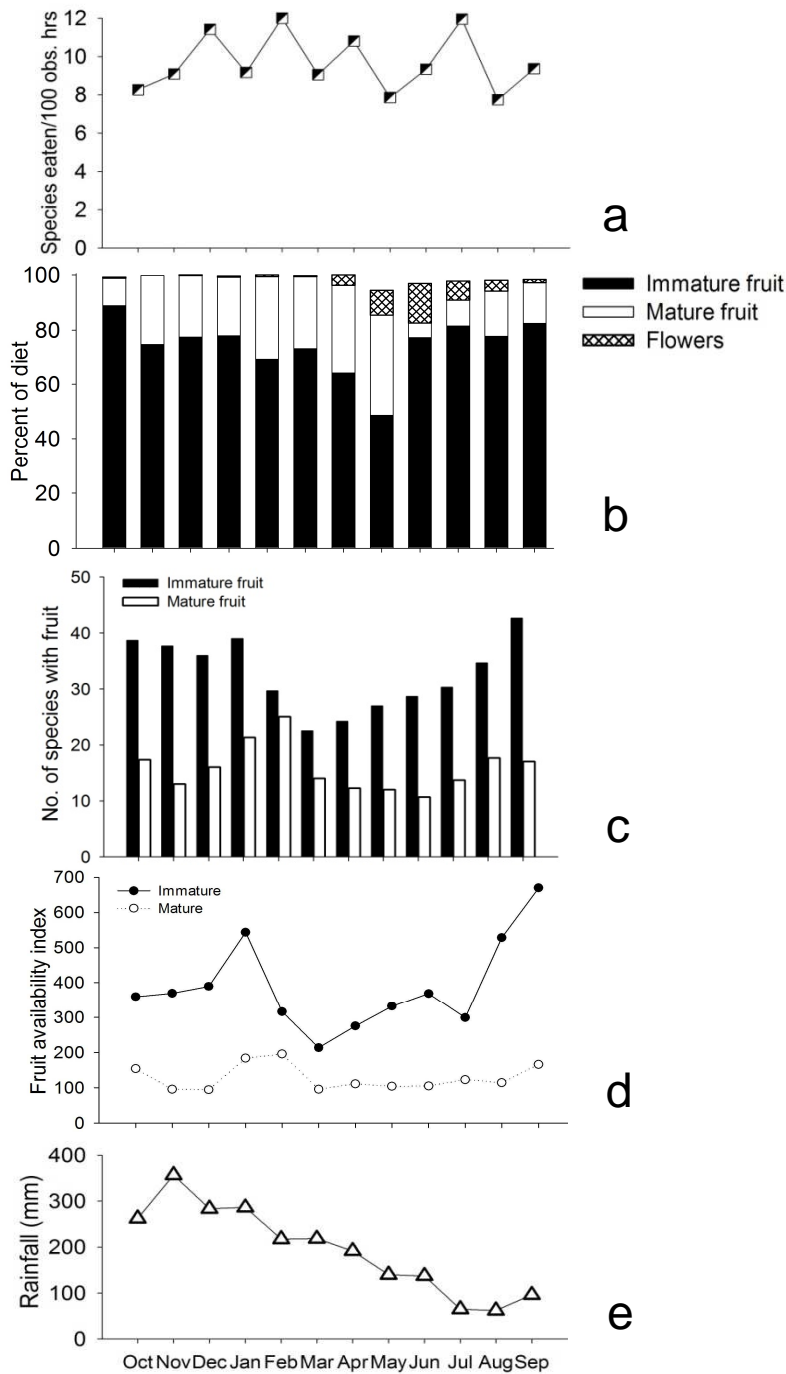 Species eaten/100 obs. hrs
12
10
8
6
4
2
0
a
Percent of diet
100
80
60
40
20
0
Immature fruit
Mature fruit
Flowers
b
No. of species with fruit
50
40
30
20
10
0
Immature fruit
Mature fruit
c
Fruit availability index
700
600
500
400
300
200
100
0
Immature
Mature
d
Rainfall (mm)
400
300
200
100
0
e
Oct Nov Dec Jan Feb Mar Apr May Jun Jul Aug Sep